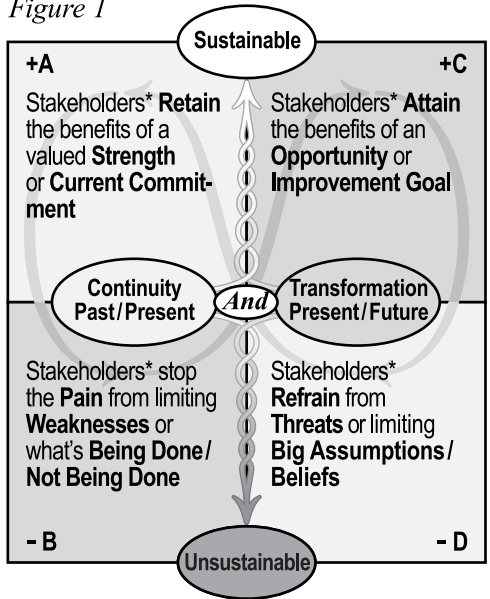 Figure 1
Sustainable
+A
+C
Stakeholders* Retain
the benefits of a
valued Strength
or Current Commit-
ment
Stakeholders* Attain
the benefits of an
Opportunity or
Improvement Goal
Continuity
Past/Present
And
Transformation
Present/Future
Stakeholders* stop
the Pain from limiting
Weaknesses or
what's Being Done/
Not Being Done
Stakeholders*
Refrain from
Threats or limiting
Big Assumptions/
Beliefs
- B
- D
Unsustainable